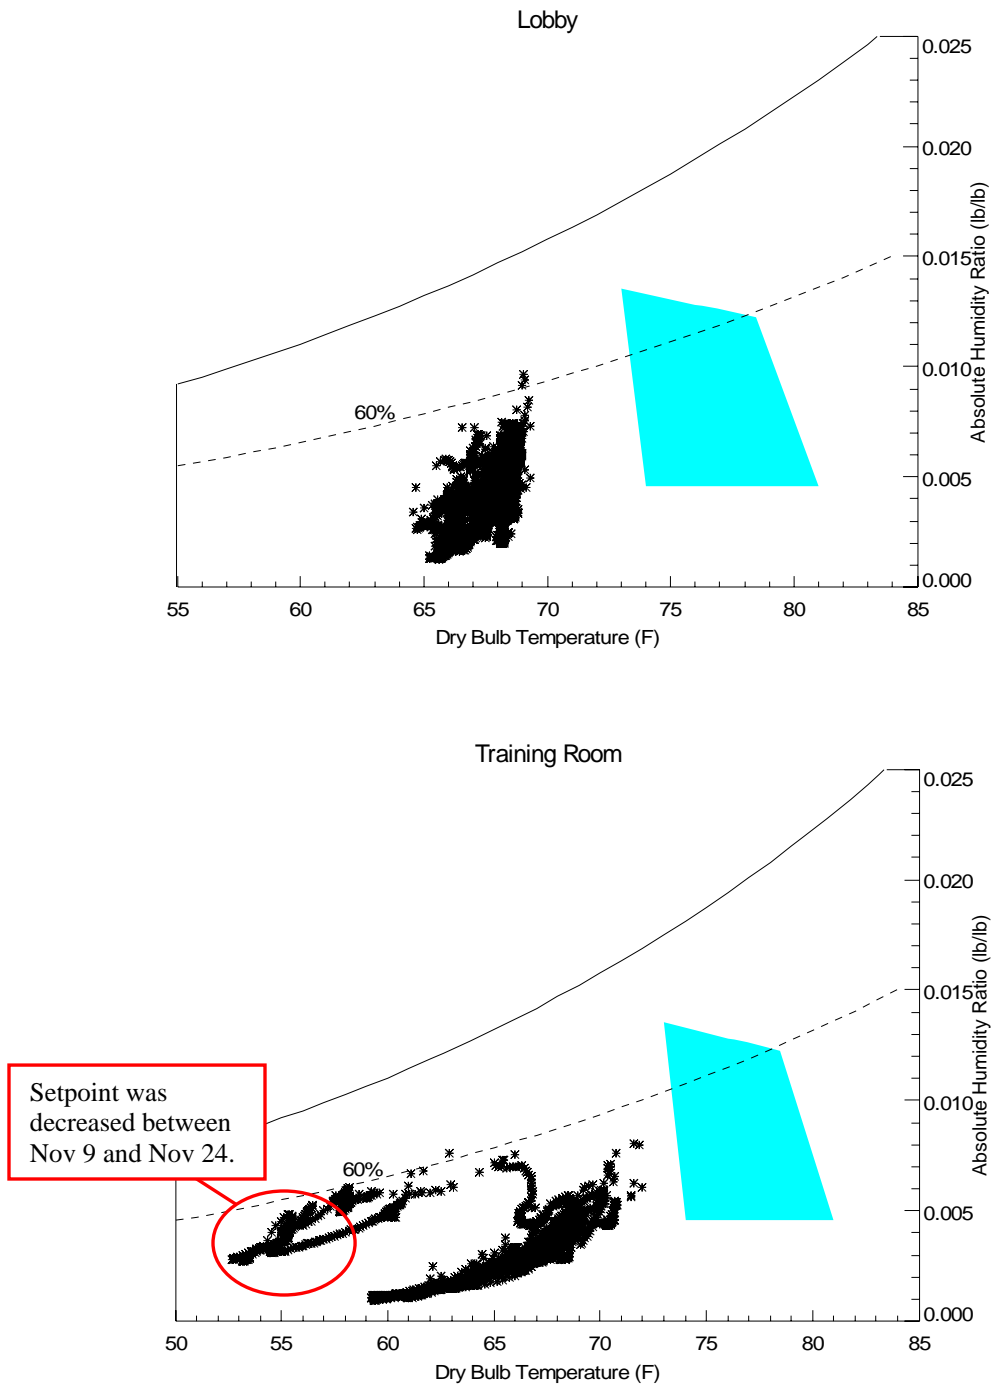 Lobby
0.025
0.020
0.015
0.010
0.005
0.000
Absolute Humidity Ratio (lb/lb)
60%
55 60 65 70 75 80 85
Dry Bulb Temperature (F)
Training Room
0.025
0.020
0.015
0.010
0.005
0.000
Absolute Humidity Ratio (lb/lb)
Setpoint was
decreased between
Nov 9 and Nov 24.
60%
50 55 60 65 70 75 80 85
Dry Bulb Temperature (F)